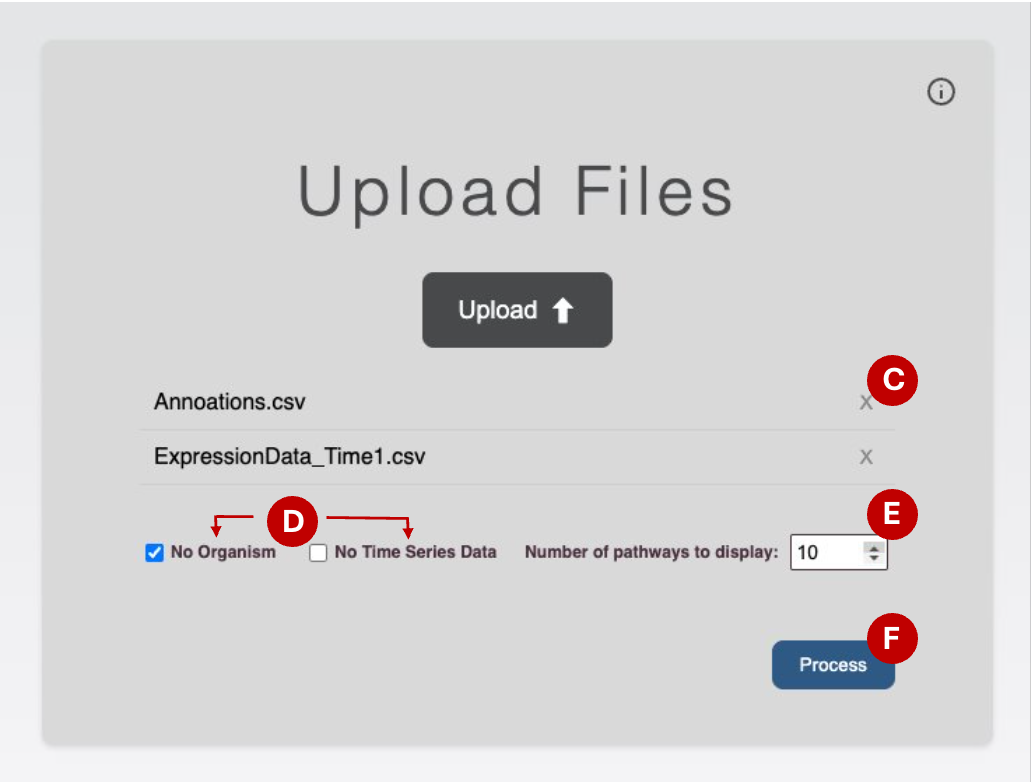 Upload Files
Upload
C
Annoations.csv X
ExpressionData_Time1.csv X
D
E
No Organism No Time Series Data Number of pathways to display: 10
F
Process